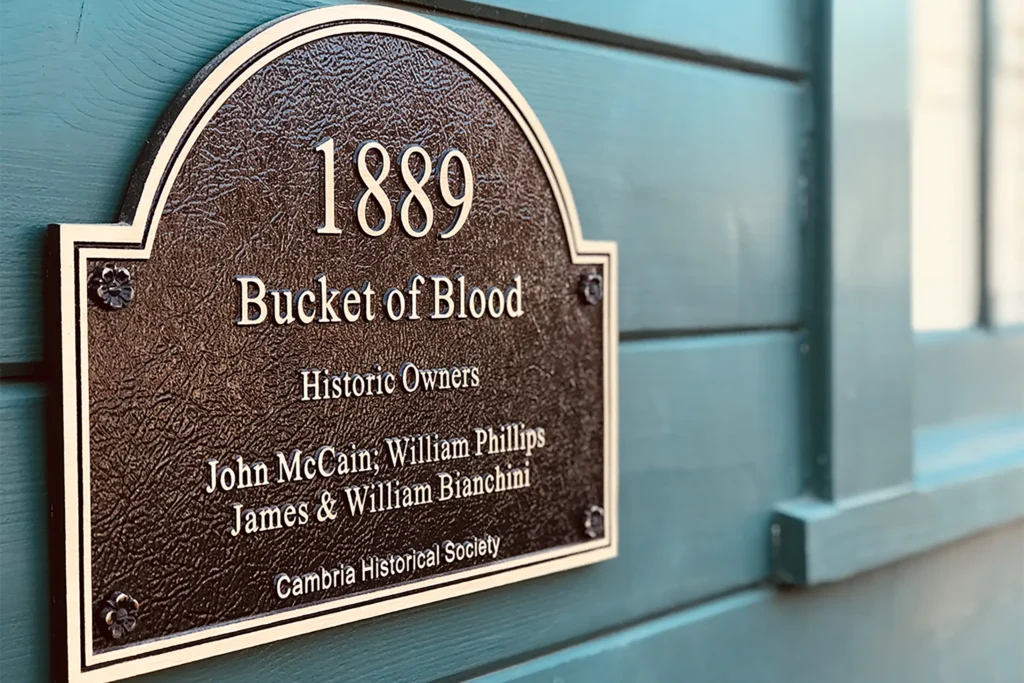 1889
Bucket of Blood
Historic Owners
John McCain; William Phillips
James & William Bianchini
Cambria Historical Society